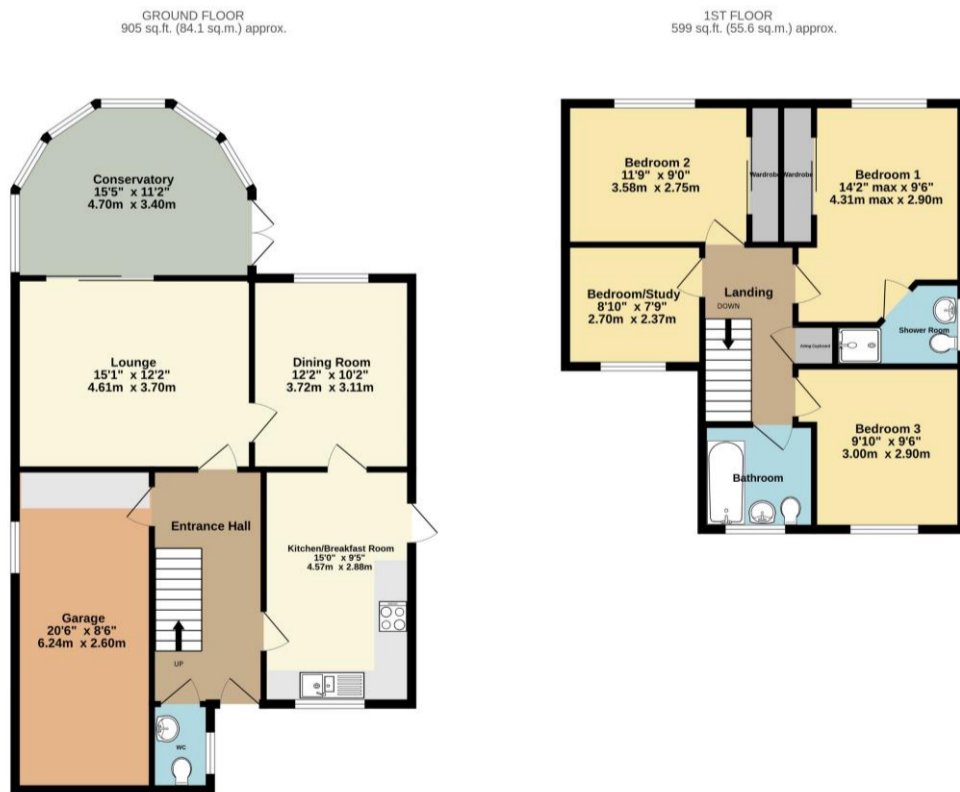 GROUND FLOOR
905 sq.ft. (84.1 sq.m.) approx.
Conservatory
15'5" x 11'2"
4.70m x 3.40m
Lounge
15'1" x 12'2"
4.61m x 3.70m
Dining Room
12'2" x 10'2"
3.72m x 3.11m
Entrance Hall
UP
Kitchen/Breakfast Room
15'0" x 9'5"
4.57m x 2.88m
Garage
20'6" x 8'6"
6.24m x 2.60m
WC
1ST FLOOR
599 sq.ft. (55.6 sq.m.) approx.
Bedroom 2
11'9" x 9'0"
3.58m x 2.75m
Wardrobe
Wardrobe
Bedroom 1
14'2" max x 9'6"
4.31m max x 2.90m
Bedroom/Study
8'10" x 7'9"
2.70m x 2.37m
Landing
DOWN
Airing Cupboard
Shower Room
Bedroom 3
9'10" x 9'6"
3.00m x 2.90m
Bathroom